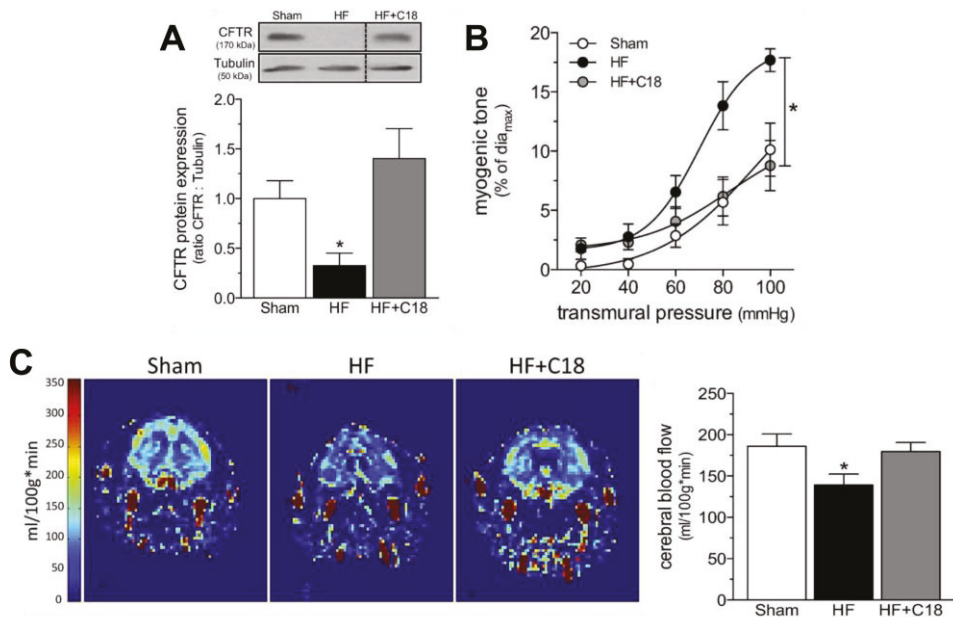 A
Sham HF HF+C18
CFTR
(170 kDa)
Tubulin
(50 kDa)
CFTR protein expression
(ratio CFTR : Tubulin)
2.0
1.5
1.0
0.5
0.0
*
Sham HF HF+C18
B
myogenic tone
(% of dia_max)
20
15
10
5
0
Sham
HF
HF+C18
*
20 40 60 80 100
transmural pressure (mmHg)
C
Sham HF HF+C18
ml/100g*min
350
300
250
200
150
100
50
0
cerebral blood flow
(ml/100g*min)
250
200
150
100
50
0
*
Sham HF HF+C18